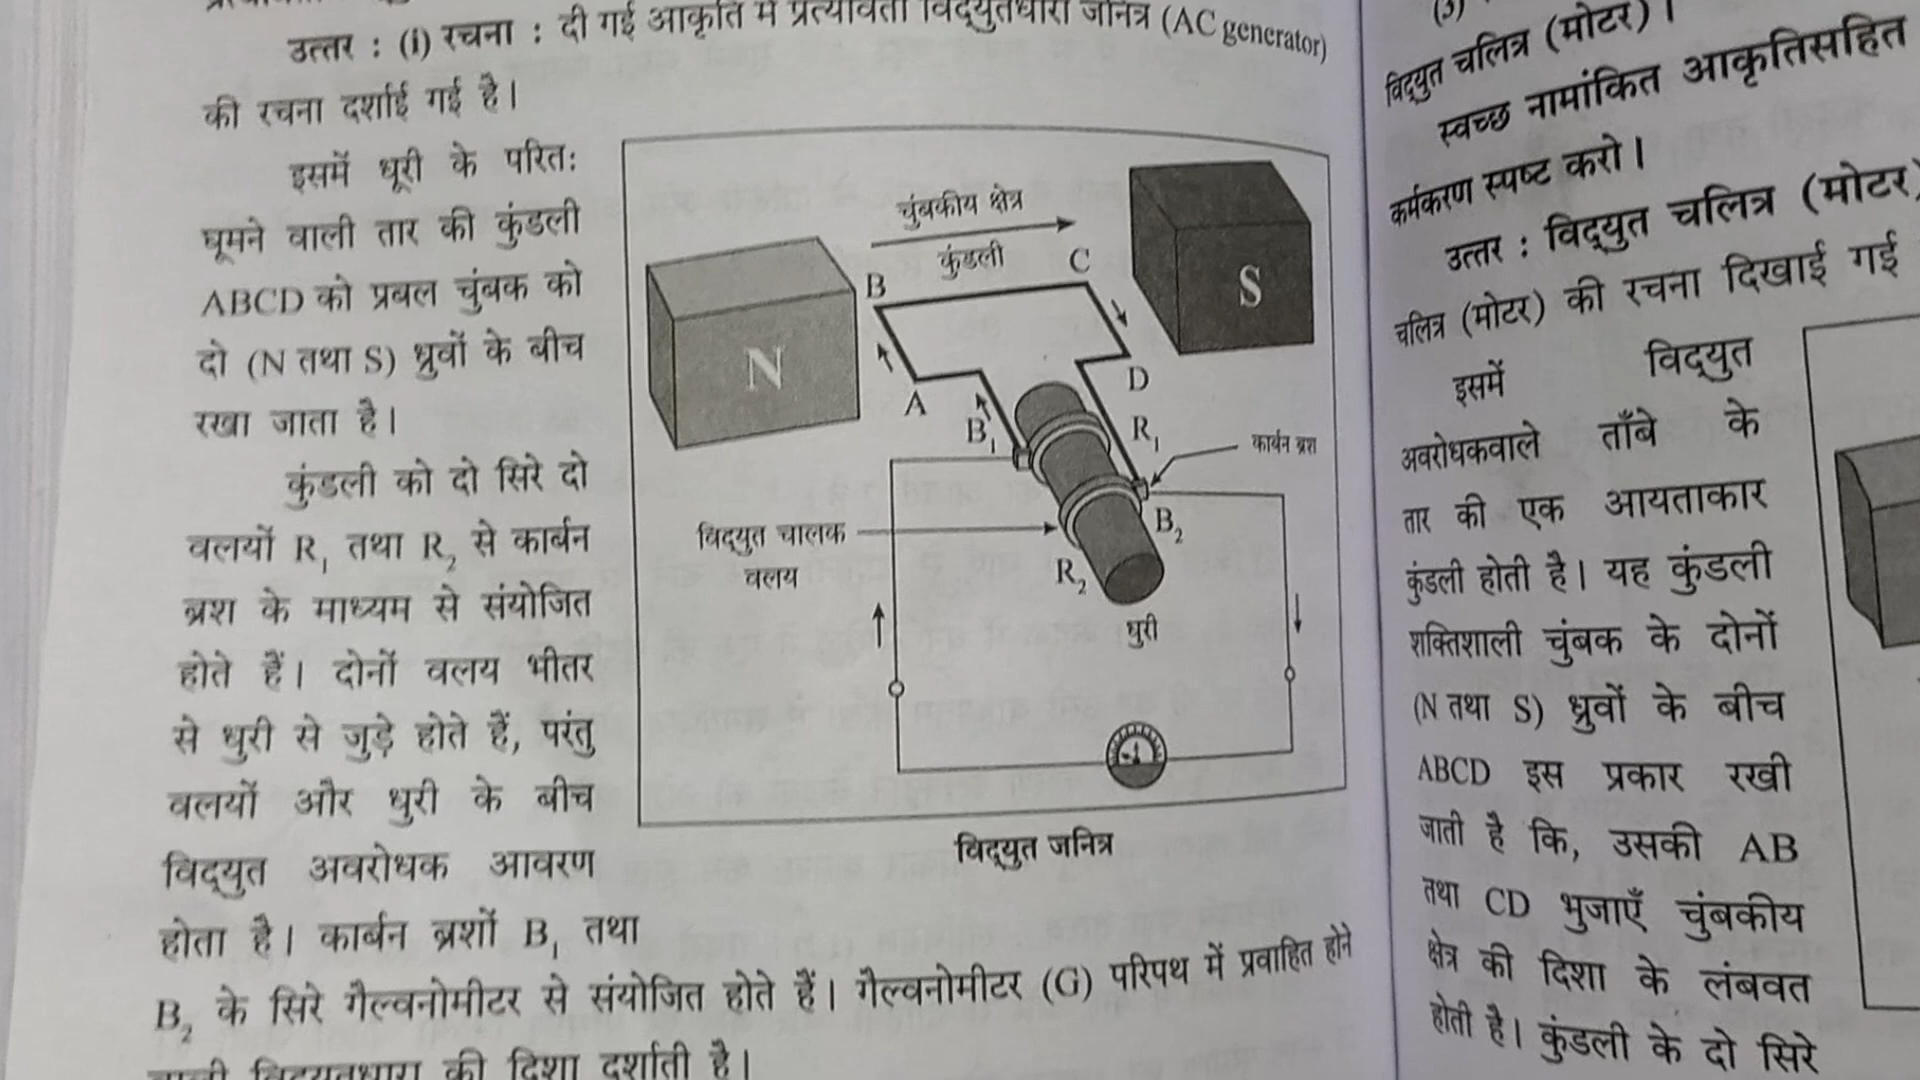 उत्तर : (i) रचना : दी गई आकृति में प्रत्यावर्ती विद्युतधारा जनित्र (AC generator)
की रचना दर्शाई गई है।
इसमें धूरी के परितः
घूमने वाली तार की कुंडली
ABCD को प्रबल चुंबक को
दो (N तथा S) ध्रुवों के बीच
रखा जाता है।
कुंडली को दो सिरे दो
वलयों R₁ तथा R₂ से कार्बन
ब्रश के माध्यम से संयोजित
होते हैं। दोनों वलय भीतर
से धुरी से जुड़े होते हैं, परंतु
वलयों और धुरी के बीच
विद्युत अवरोधक आवरण
होता है। कार्बन ब्रशों B₁ तथा
B₂ के सिरे गैल्वनोमीटर से संयोजित होते हैं। गैल्वनोमीटर (G) परिपथ में प्रवाहित होने
वाली विद्युतधारा की दिशा दर्शाती है।
चुंबकीय क्षेत्र
कुंडली
B
C
S
N
A
D
B₁
R₁
कार्बन ब्रश
विद्युत चालक
वलय
B₂
R₂
धुरी
विद्युत जनित्र
(3)
विद्युत चलित्र (मोटर)।
स्वच्छ नामांकित आकृतिसहित
कर्मकरण स्पष्ट करो।
उत्तर : विद्युत चलित्र (मोटर)
चलित्र (मोटर) की रचना दिखाई गई
इसमें विद्युत
अवरोधकवाले ताँबे के
तार की एक आयताकार
कुंडली होती है। यह कुंडली
शक्तिशाली चुंबक के दोनों
(N तथा S) ध्रुवों के बीच
ABCD इस प्रकार रखी
जाती है कि, उसकी AB
तथा CD भुजाएँ चुंबकीय
क्षेत्र की दिशा के लंबवत
होती है। कुंडली के दो सिरे